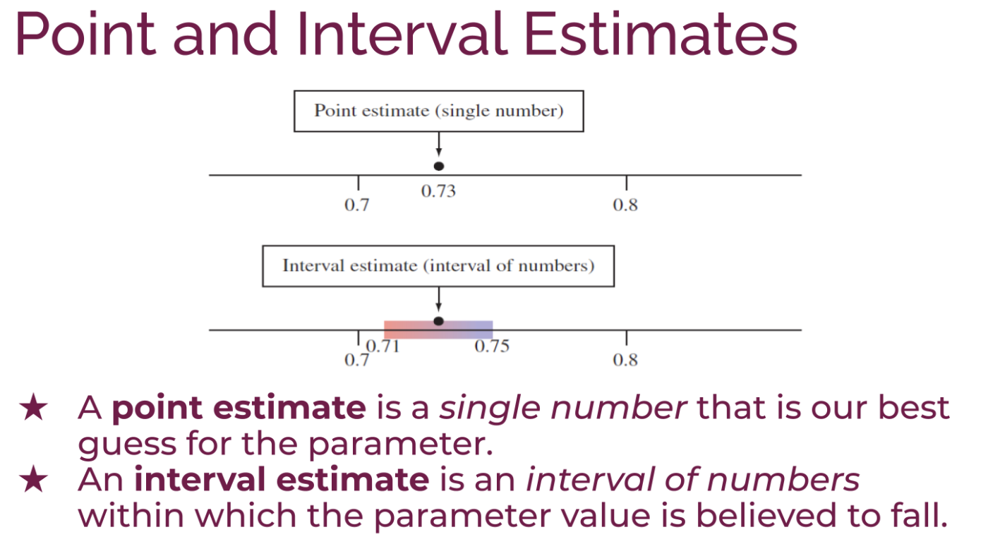 Point and Interval Estimates
Point estimate (single number)
0.73
0.7
0.8
Interval estimate (interval of numbers)
0.71
0.75
0.7
0.8
★ A point estimate is a single number that is our best
guess for the parameter.
★ An interval estimate is an interval of numbers
within which the parameter value is believed to fall.